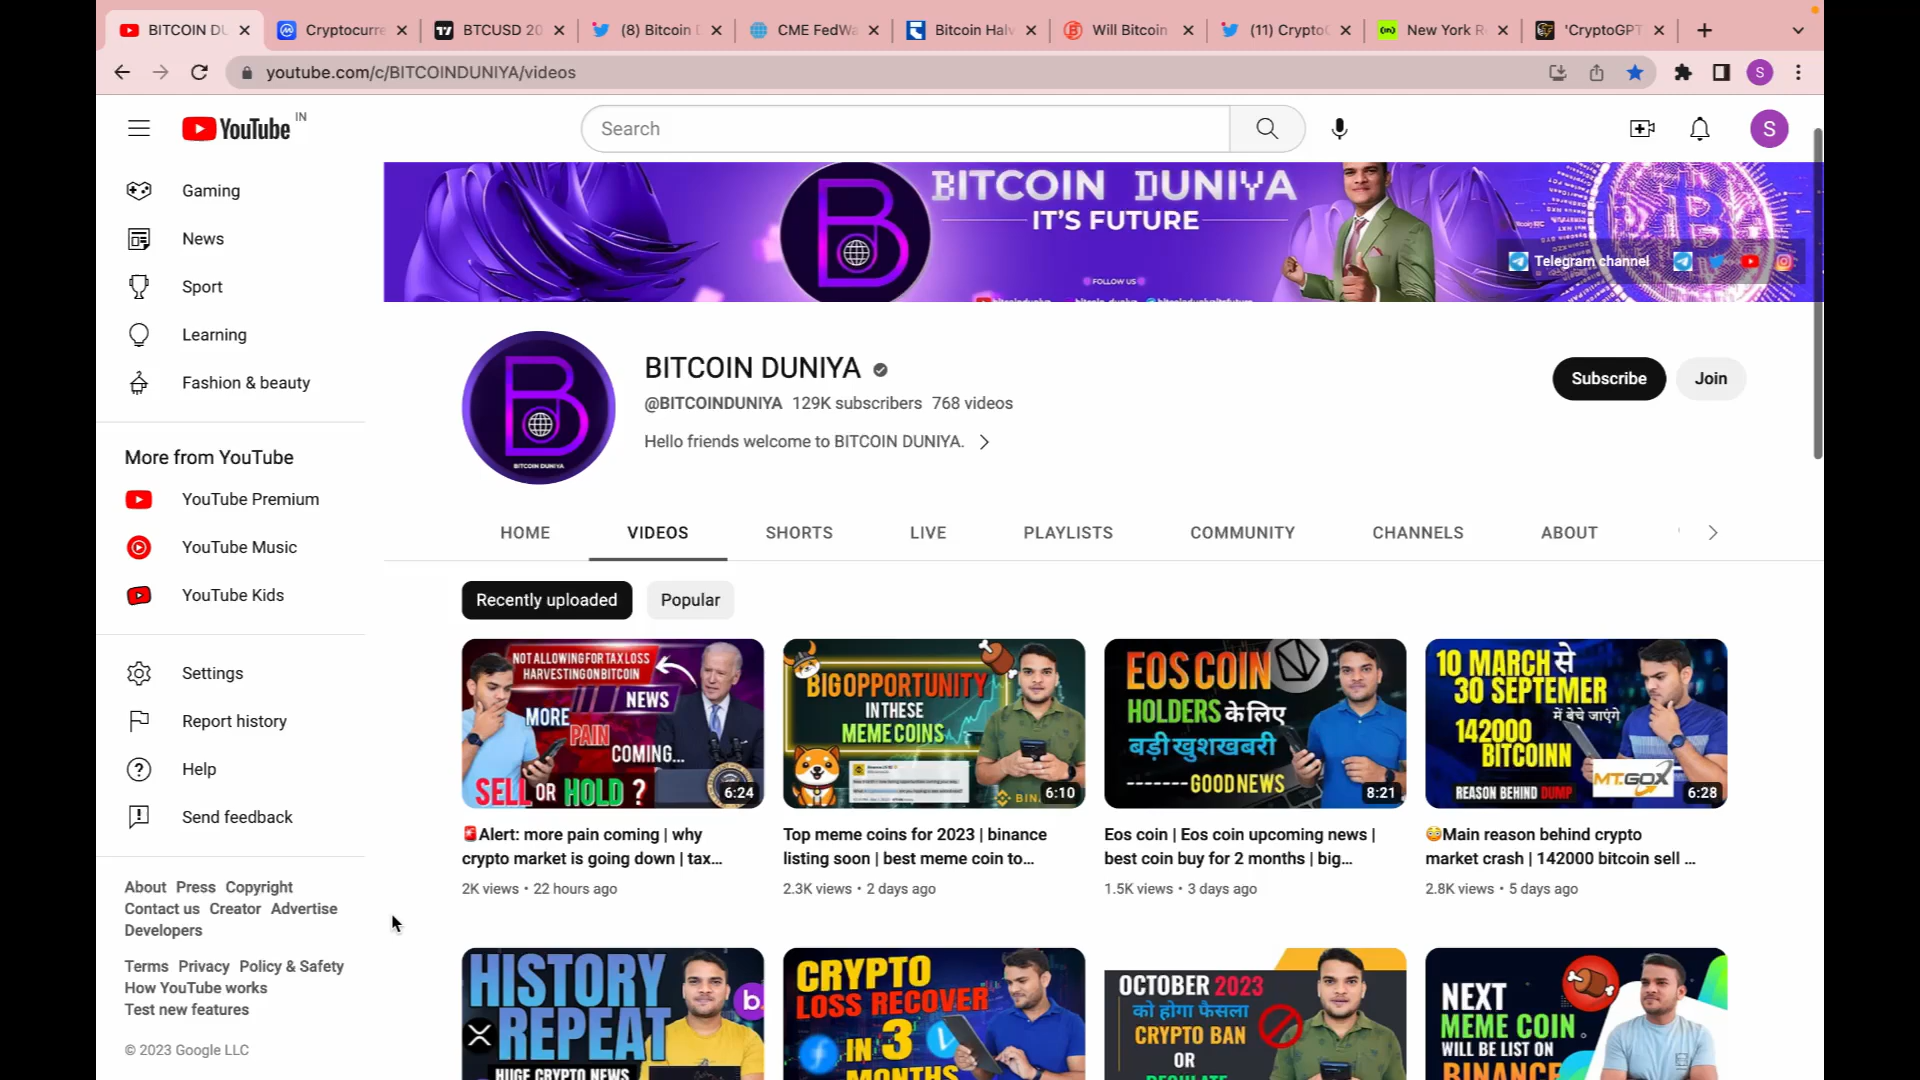 BITCOIN DU
Cryptocurre
BTCUSD 20
(8) Bitcoin
CME FedWa
Bitcoin Halv
Will Bitcoin
(11) Crypto
New York R
'CryptoGPT
youtube.com/c/BITCOINDUNIYA/videos
S
YouTube IN
Search
S
Gaming
News
Sport
Learning
Fashion & beauty
More from YouTube
YouTube Premium
YouTube Music
YouTube Kids
Settings
Report history
Help
Send feedback
About Press Copyright
Contact us Creator Advertise
Developers
Terms Privacy Policy & Safety
How YouTube works
Test new features
© 2023 Google LLC
BITCOIN DUNIYA
IT'S FUTURE
FOLLOW US
Telegram channel
BITCOIN DUNIYA
BITCOIN DUNIYA
@BITCOINDUNIYA 129K subscribers 768 videos
Hello friends welcome to BITCOIN DUNIYA.
Subscribe
Join
HOME
VIDEOS
SHORTS
LIVE
PLAYLISTS
COMMUNITY
CHANNELS
ABOUT
Recently uploaded
Popular
NOT ALLOWING FOR TAX LOSS
HARVESTING ON BITCOIN
NEWS
MORE
PAIN
COMING...
SELL OR HOLD ?
6:24
🚨Alert: more pain coming | why
crypto market is going down | tax...
2K views • 22 hours ago
BIG OPPORTUNITY
IN THESE
MEME COINS
6:10
Top meme coins for 2023 | binance
listing soon | best meme coin to...
2.3K views • 2 days ago
EOS COIN
HOLDERS के लिए
बड़ी खुशखबरी
-------GOOD NEWS
8:21
Eos coin | Eos coin upcoming news |
best coin buy for 2 months | big...
1.5K views • 3 days ago
10 MARCH से
30 SEPTEMER
में बेचे जाएंगे
142000
BITCOINN
MT.GOX
REASON BEHIND DUMP
6:28
😳Main reason behind crypto
market crash | 142000 bitcoin sell ...
2.8K views • 5 days ago
HISTORY
REPEAT
HUGE CRYPTO NEWS
b.
CRYPTO
LOSS RECOVER
IN 3
MONTHS
OCTOBER 2023
को होगा फैसला
CRYPTO BAN
OR
REGULATE
NEXT
MEME COIN
WILL BE LIST ON
BINANCE